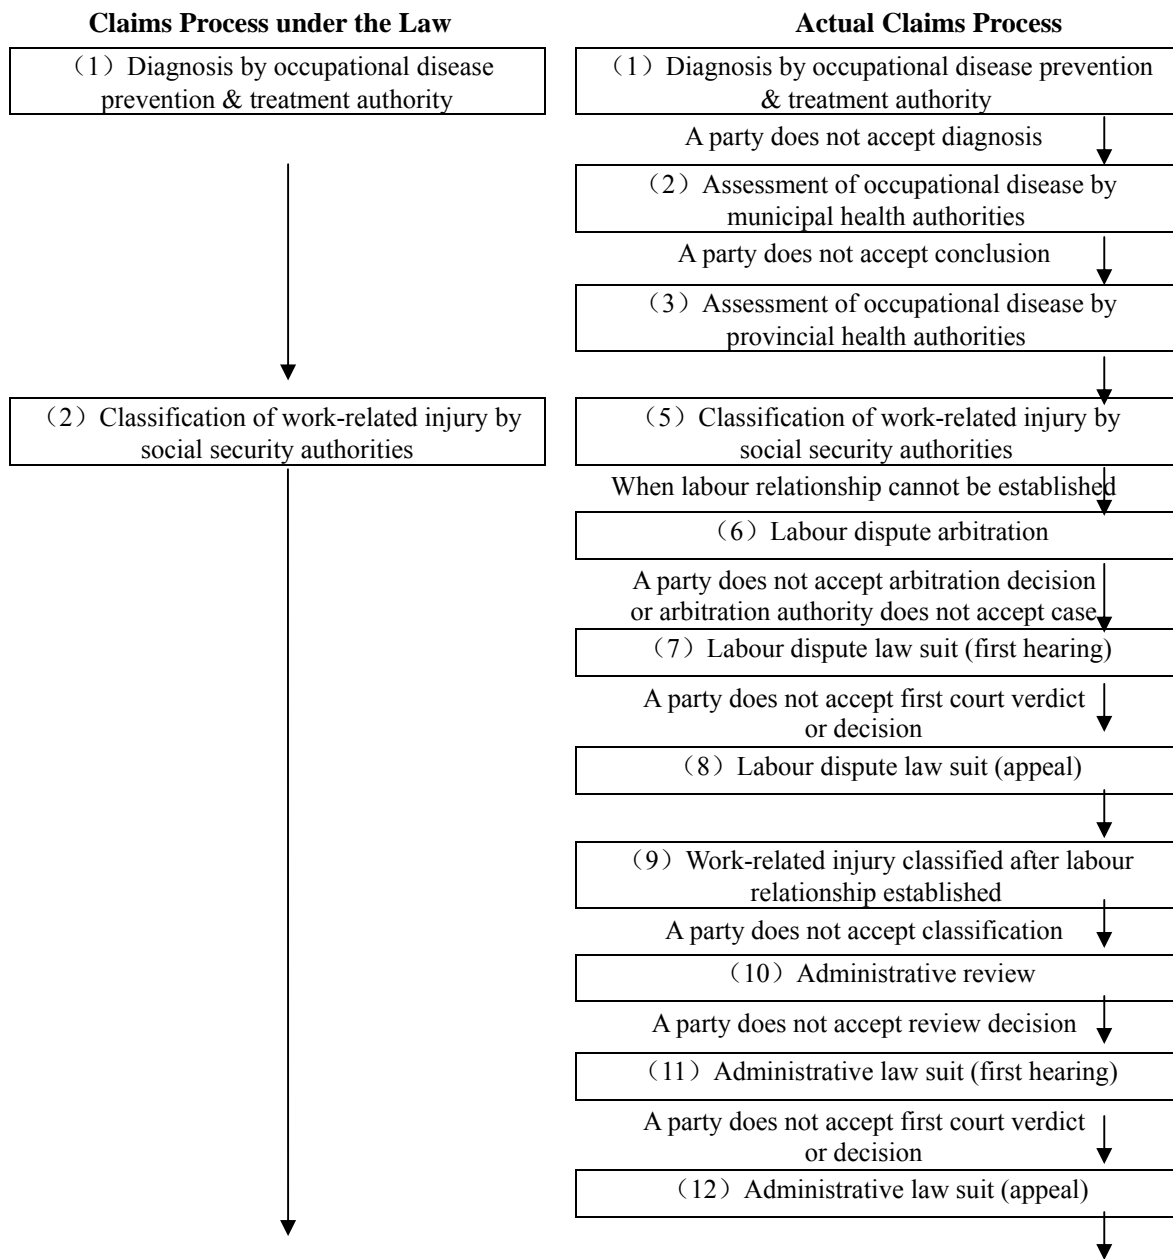 Claims Process under the Law
（1）Diagnosis by occupational disease
prevention & treatment authority
（2）Classification of work-related injury by
social security authorities
Actual Claims Process
（1）Diagnosis by occupational disease prevention
& treatment authority
A party does not accept diagnosis
（2）Assessment of occupational disease by
municipal health authorities
A party does not accept conclusion
（3）Assessment of occupational disease by
provincial health authorities
（5）Classification of work-related injury by
social security authorities
When labour relationship cannot be established
（6）Labour dispute arbitration
A party does not accept arbitration decision
or arbitration authority does not accept case
（7）Labour dispute law suit (first hearing)
A party does not accept first court verdict
or decision
（8）Labour dispute law suit (appeal)
（9）Work-related injury classified after labour
relationship established
A party does not accept classification
（10）Administrative review
A party does not accept review decision
（11）Administrative law suit (first hearing)
A party does not accept first court verdict
or decision
（12）Administrative law suit (appeal)